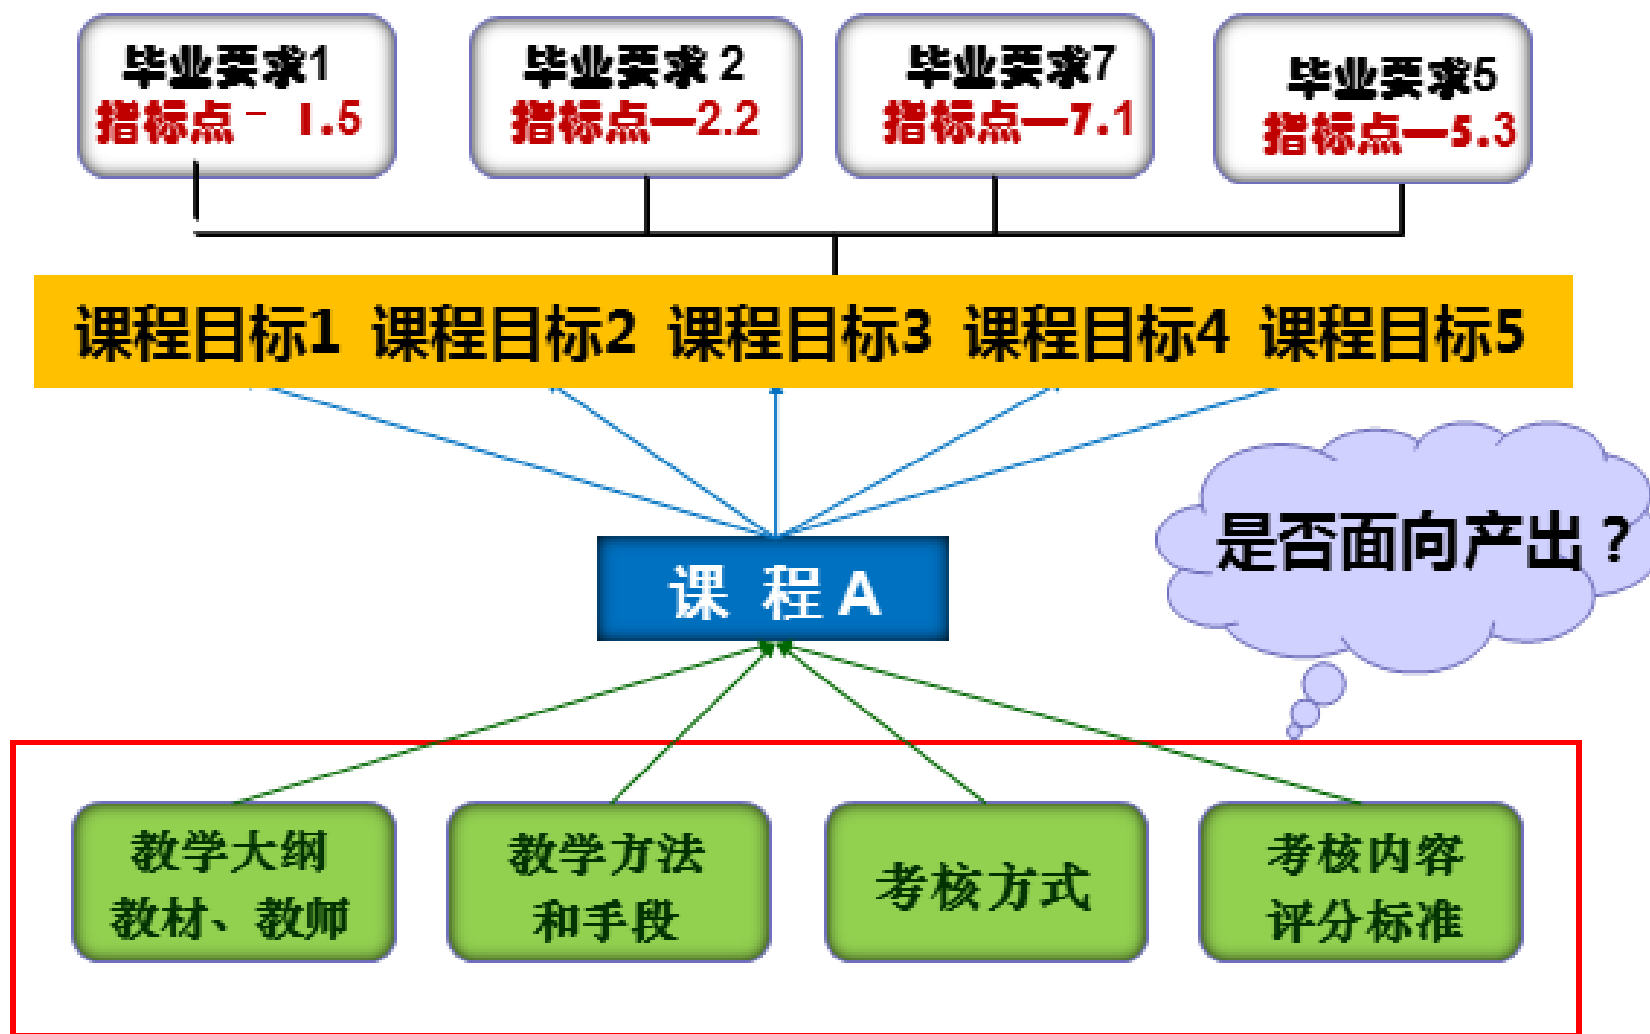 毕业要求1
指标点－ 1.5
毕业要求 2
指标点—2.2
毕业要求7
指标点—7.1
毕业要求5
指标点—5.3
课程目标1 课程目标2 课程目标3 课程目标4 课程目标5
是否面向产出？
课 程 A
教学大纲
教材、教师
教学方法
和手段
考核方式
考核内容
评分标准